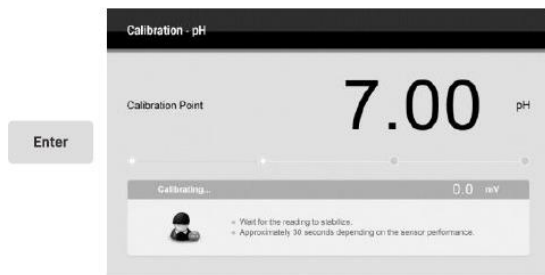 Calibration - pH
Calibration Point 7.00 pH
Enter
Calibrating... 0.0 mV
Wait for the reading to stabilize.
Approximately 30 seconds depending on the sensor performance.